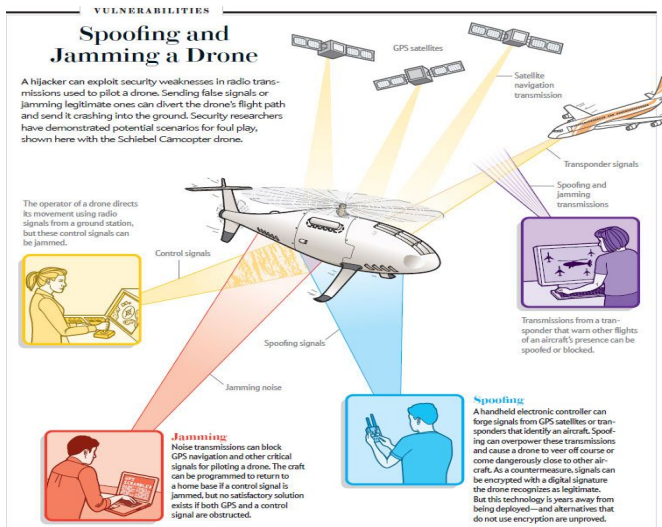 VULNERABILITIES
Spoofing and
Jamming a Drone
A hijacker can exploit security weaknesses in radio trans-
missions used to pilot a drone. Sending false signals or
jamming legitimate ones can divert the drone's flight path
and send it crashing into the ground. Security researchers
have demonstrated potential scenarios for foul play,
shown here with the Schiebel Camcopter drone.
GPS satellites
Satellite
navigation
transmission
Transponder signals
Spoofing and
jamming
transmissions
The operator of a drone directs
its movement using radio
signals from a ground station,
but these control signals can
be jammed.
Control signals
Transmissions from a tran-
sponder that warn other flights
of an aircraft's presence can be
spoofed or blocked.
Spoofing signals
Jamming noise
GPS
SCRAMBLER
Jamming
Noise transmissions can block
GPS navigation and other critical
signals for piloting a drone. The craft
can be programmed to return to
a home base if a control signal is
jammed, but no satisfactory solution
exists if both GPS and a control
signal are obstructed.
Spoofing
A handheld electronic controller can
forge signals from GPS satellites or tran-
sponders that identify an aircraft. Spoof-
ing can overpower these transmissions
and cause a drone to veer off course or
come dangerously close to other air-
craft. As a countermeasure, signals can
be encrypted with a digital signature
the drone recognizes as legitimate.
But this technology is years away from
being deployed—and alternatives that
do not use encryption are unproved.